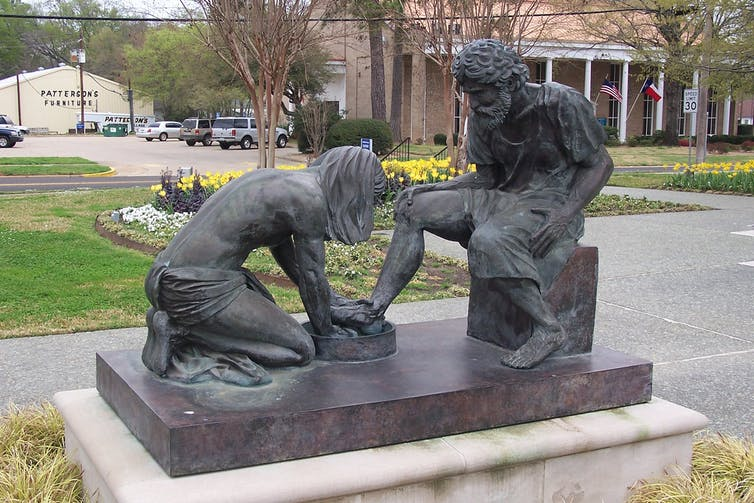 PATTERSON'S
FURNITURE
PATTERSON'S
SPEED
LIMIT
30